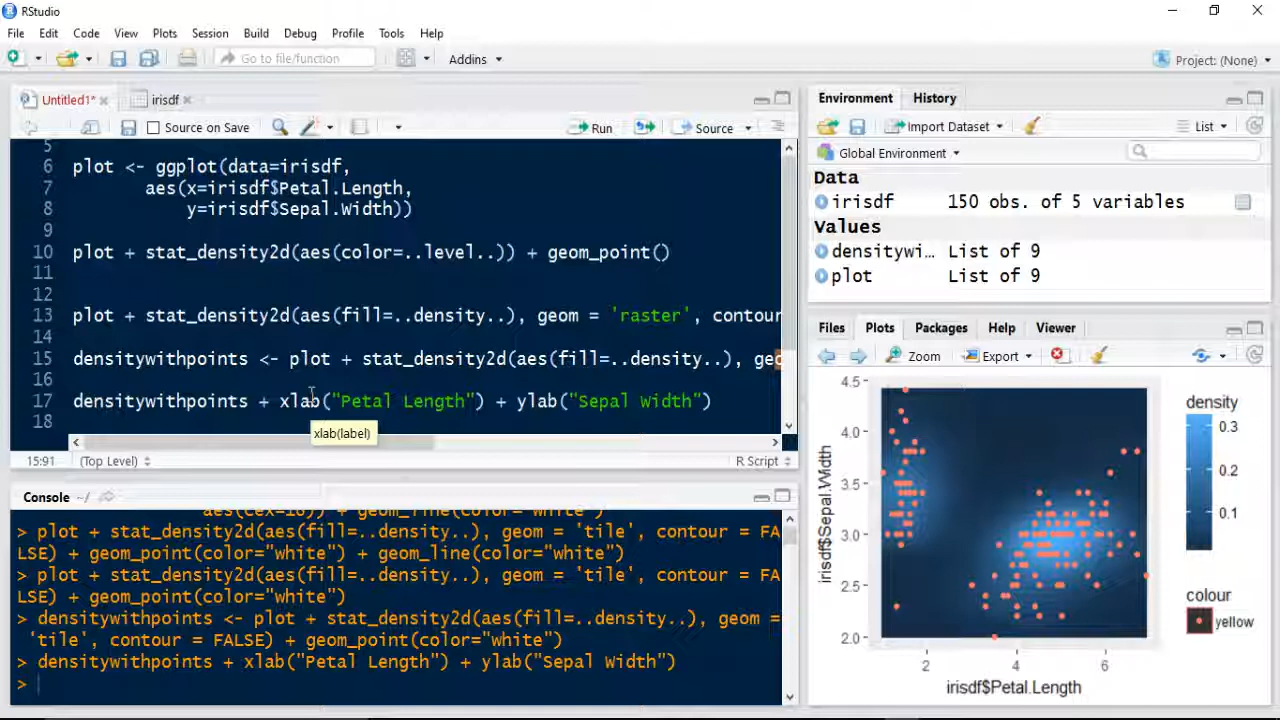 RStudio
File Edit Code View Plots Session Build Debug Profile Tools Help
Go to file/function Addins Project: (None)
Untitled1* irisdf
Source on Save Run Source
5
6 plot <- ggplot(data=irisdf,
7 aes(x=irisdf$Petal.Length,
8 y=irisdf$Sepal.Width))
9
10 plot + stat_density2d(aes(color=..level..)) + geom_point()
11
12
13 plot + stat_density2d(aes(fill=..density..), geom = 'raster', contour
14
15 densitywithpoints <- plot + stat_density2d(aes(fill=..density..), geo
16
17 densitywithpoints + xlab("Petal Length") + ylab("Sepal Width")
18
xlab(label)
15:91 (Top Level) R Script
Console ~/
aes(cex=18)) + geom_line(color="white")
> plot + stat_density2d(aes(fill=..density..), geom = 'tile', contour = FA
LSE) + geom_point(color="white") + geom_line(color="white")
> plot + stat_density2d(aes(fill=..density..), geom = 'tile', contour = FA
LSE) + geom_point(color="white")
> densitywithpoints <- plot + stat_density2d(aes(fill=..density..), geom =
'tile', contour = FALSE) + geom_point(color="white")
> densitywithpoints + xlab("Petal Length") + ylab("Sepal Width")
>
Environment History
Import Dataset List
Global Environment
Data
irisdf 150 obs. of 5 variables
Values
densitywi... List of 9
plot List of 9
Files Plots Packages Help Viewer
Zoom Export
4.5
4.0
3.5
3.0
2.5
2.0
irisdf$Sepal.Width
2 4 6
irisdf$Petal.Length
density
0.3
0.2
0.1
colour
yellow